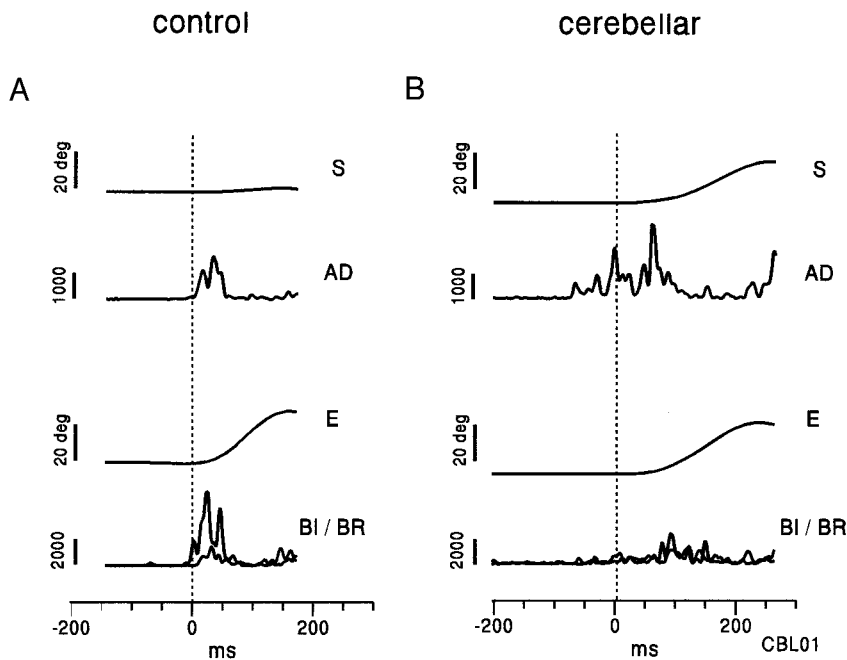 control
cerebellar
A
B
20 deg
S
20 deg
S
1000
AD
1000
AD
20 deg
E
20 deg
E
2000
BI / BR
2000
BI / BR
-200 0 200
ms
-200 0 200
ms
CBL01